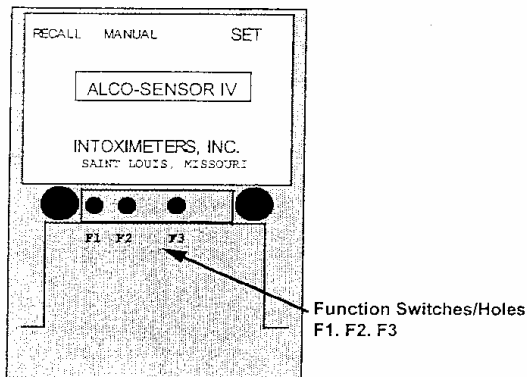 RECALL MANUAL SET
ALCO-SENSOR IV
INTOXIMETERS, INC.
SAINT LOUIS, MISSOURI
F1 F2 F3
Function Switches/Holes
F1. F2. F3